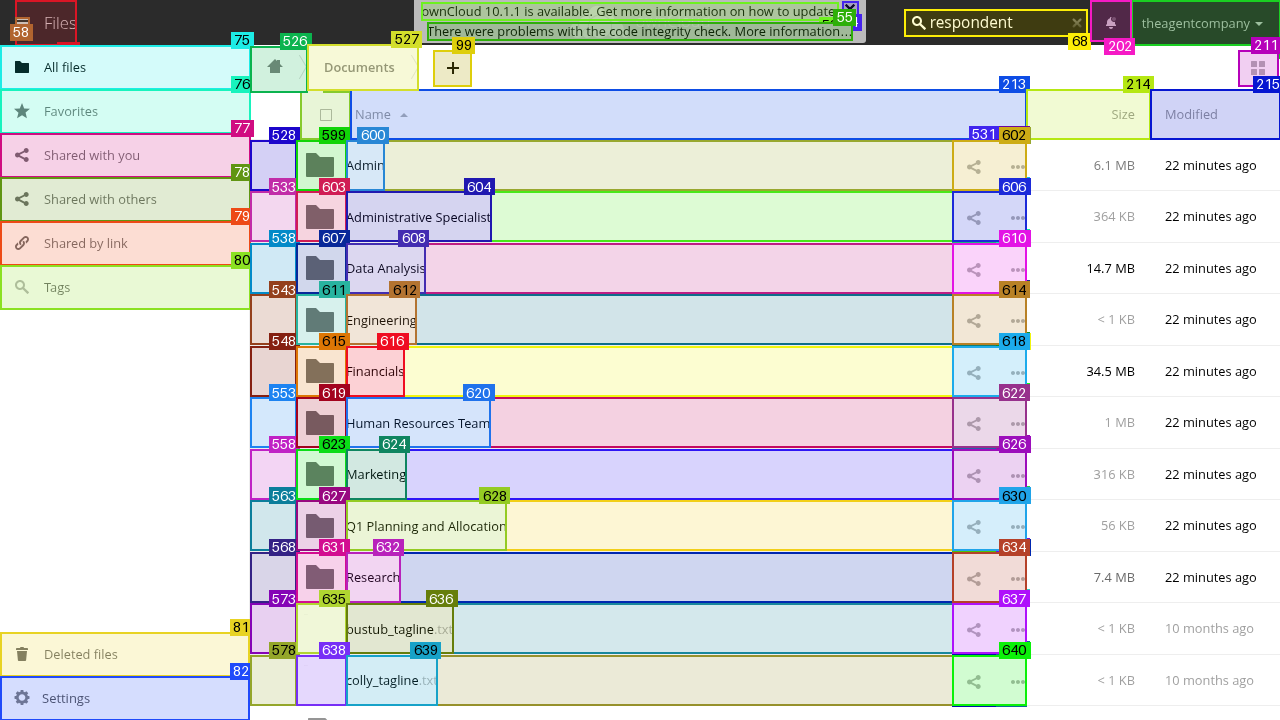 Files
58
ownCloud 10.1.1 is available. Get more information on how to update
There were problems with the code integrity check. More information...
55
respondent
68
202
theagentcompany
75
All files
526
527
Documents
99
+
211
76
Favorites
213
Name
214
Size
215
Modified
77
Shared with you
528
599
600
Admin
531
602
6.1 MB
22 minutes ago
78
Shared with others
533
603
604
Administrative Specialist
606
364 KB
22 minutes ago
79
Shared by link
538
607
608
Data Analysis
610
14.7 MB
22 minutes ago
80
Tags
543
611
612
Engineering
614
< 1 KB
22 minutes ago
548
615
616
Financials
618
34.5 MB
22 minutes ago
553
619
620
Human Resources Team
622
1 MB
22 minutes ago
558
623
624
Marketing
626
316 KB
22 minutes ago
563
627
628
Q1 Planning and Allocation
630
56 KB
22 minutes ago
568
631
632
Research
634
7.4 MB
22 minutes ago
573
635
636
bustub_tagline.txt
637
< 1 KB
10 months ago
578
638
639
colly_tagline.txt
640
< 1 KB
10 months ago
81
Deleted files
82
Settings